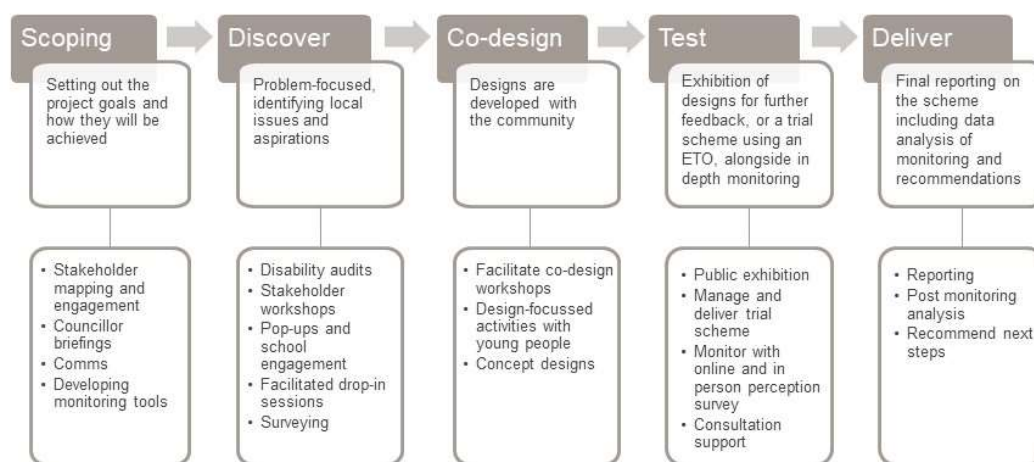 Scoping
Discover
Co-design
Test
Deliver
Setting out the
project goals and
how they will be
achieved
Problem-focused,
identifying local
issues and
aspirations
Designs are
developed with
the community
Exhibition of
designs for further
feedback, or a trial
scheme using an
ETO, alongside in
depth monitoring
Final reporting on
the scheme
including data
analysis of
monitoring and
recommendations
• Stakeholder
mapping and
engagement
• Councillor
briefings
• Comms
• Developing
monitoring tools
• Disability audits
• Stakeholder
workshops
• Pop-ups and
school
engagement
• Facilitated drop-in
sessions
• Surveying
• Facilitate co-design
workshops
• Design-focussed
activities with
young people
• Concept designs
• Public exhibition
• Manage and
deliver trial
scheme
• Monitor with
online and in
person perception
survey
• Consultation
support
• Reporting
• Post monitoring
analysis
• Recommend next
steps